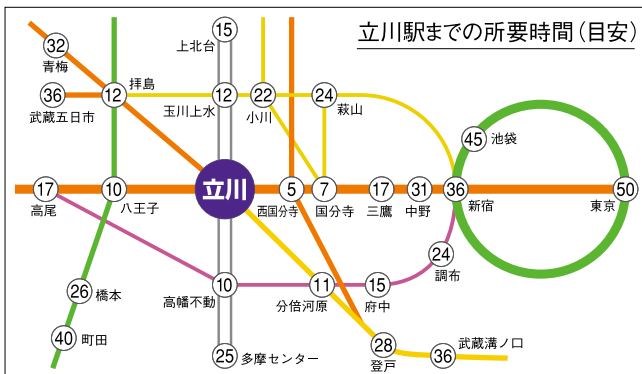 立川駅までの所要時間(目安)
15
上北台
32
青梅
36
武蔵五日市
12
拝島
12
玉川上水
22
小川
24
萩山
45
池袋
17
高尾
10
八王子
立川
5
西国分寺
7
国分寺
17
三鷹
31
中野
36
新宿
50
東京
26
橋本
40
町田
10
高幡不動
11
分倍河原
15
府中
24
調布
25
多摩センター
28
登戸
36
武蔵溝ノ口